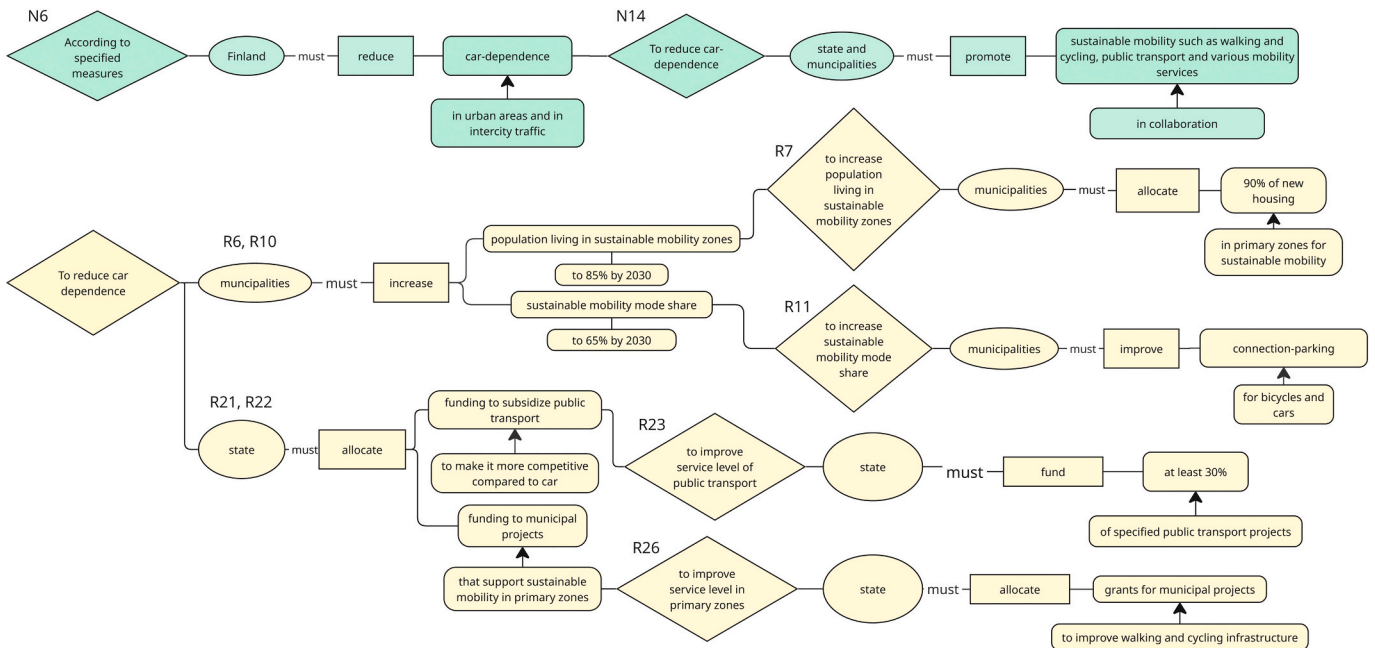 N6
According to
specified
measures
Finland
must
reduce
car-dependence
in urban areas and in
intercity traffic
N14
To reduce car-
dependence
state and
municipalities
must
promote
sustainable mobility such as walking and
cycling, public transport and various mobility
services
in collaboration
To reduce car
dependence
R6, R10
muncipalities
must
increase
population living in sustainable mobility zones
to 85% by 2030
sustainable mobility mode share
to 65% by 2030
R7
to increase
population
living in
sustainable
mobility zones
municipalities
must
allocate
90% of new
housing
in primary zones for
sustainable mobility
R11
to increase
sustainable
mobility mode
share
municipalities
must
improve
connection-parking
for bicycles and
cars
R21, R22
state
must
allocate
funding to subsidize public
transport
to make it more competitive
compared to car
funding to municipal
projects
that support sustainable
mobility in primary zones
R23
to improve
service level of
public transport
state
must
fund
at least 30%
of specified public transport projects
R26
to improve
service level in
primary zones
state
must
allocate
grants for municipal projects
to improve walking and cycling infrastructure